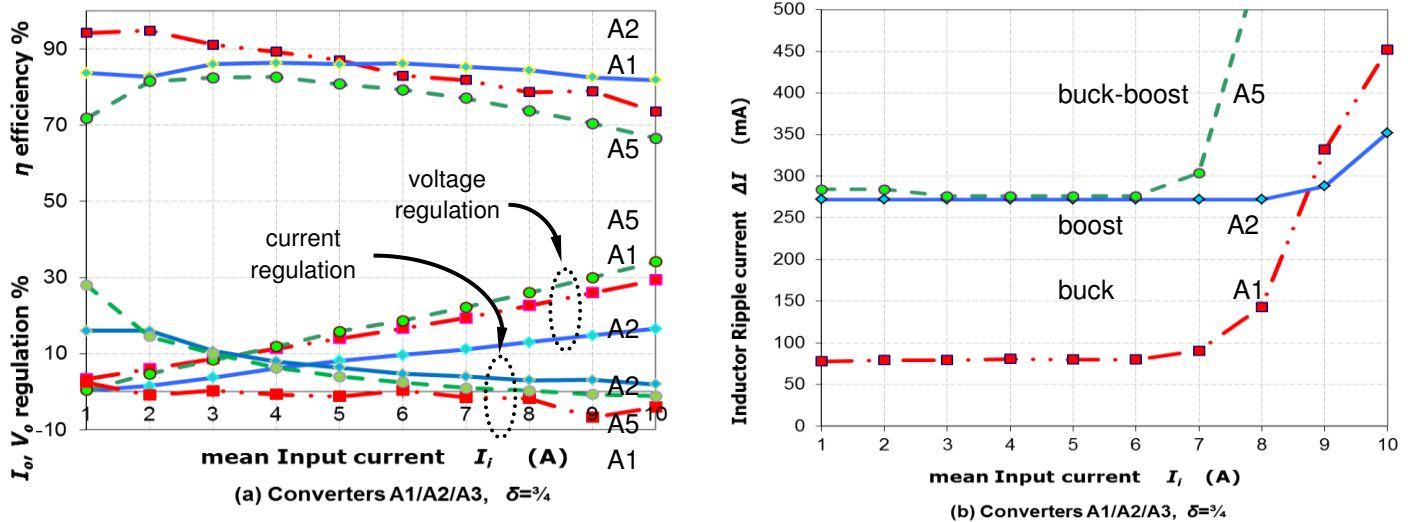 90
70
50
30
10
-10
η efficiency %
Io, Vo regulation %
A2
A1
A5
voltage
regulation
A5
A1
current
regulation
A2
A2
A5
A1
1 2 3 4 5 6 7 8 9 10
mean Input current Ii (A)
(a) Converters A1/A2/A3, δ=¾
500
450
400
350
300
250
200
150
100
50
0
Inductor Ripple current ΔI (mA)
buck-boost A5
boost A2
buck A1
1 2 3 4 5 6 7 8 9 10
mean Input current Ii (A)
(b) Converters A1/A2/A3, δ=¾